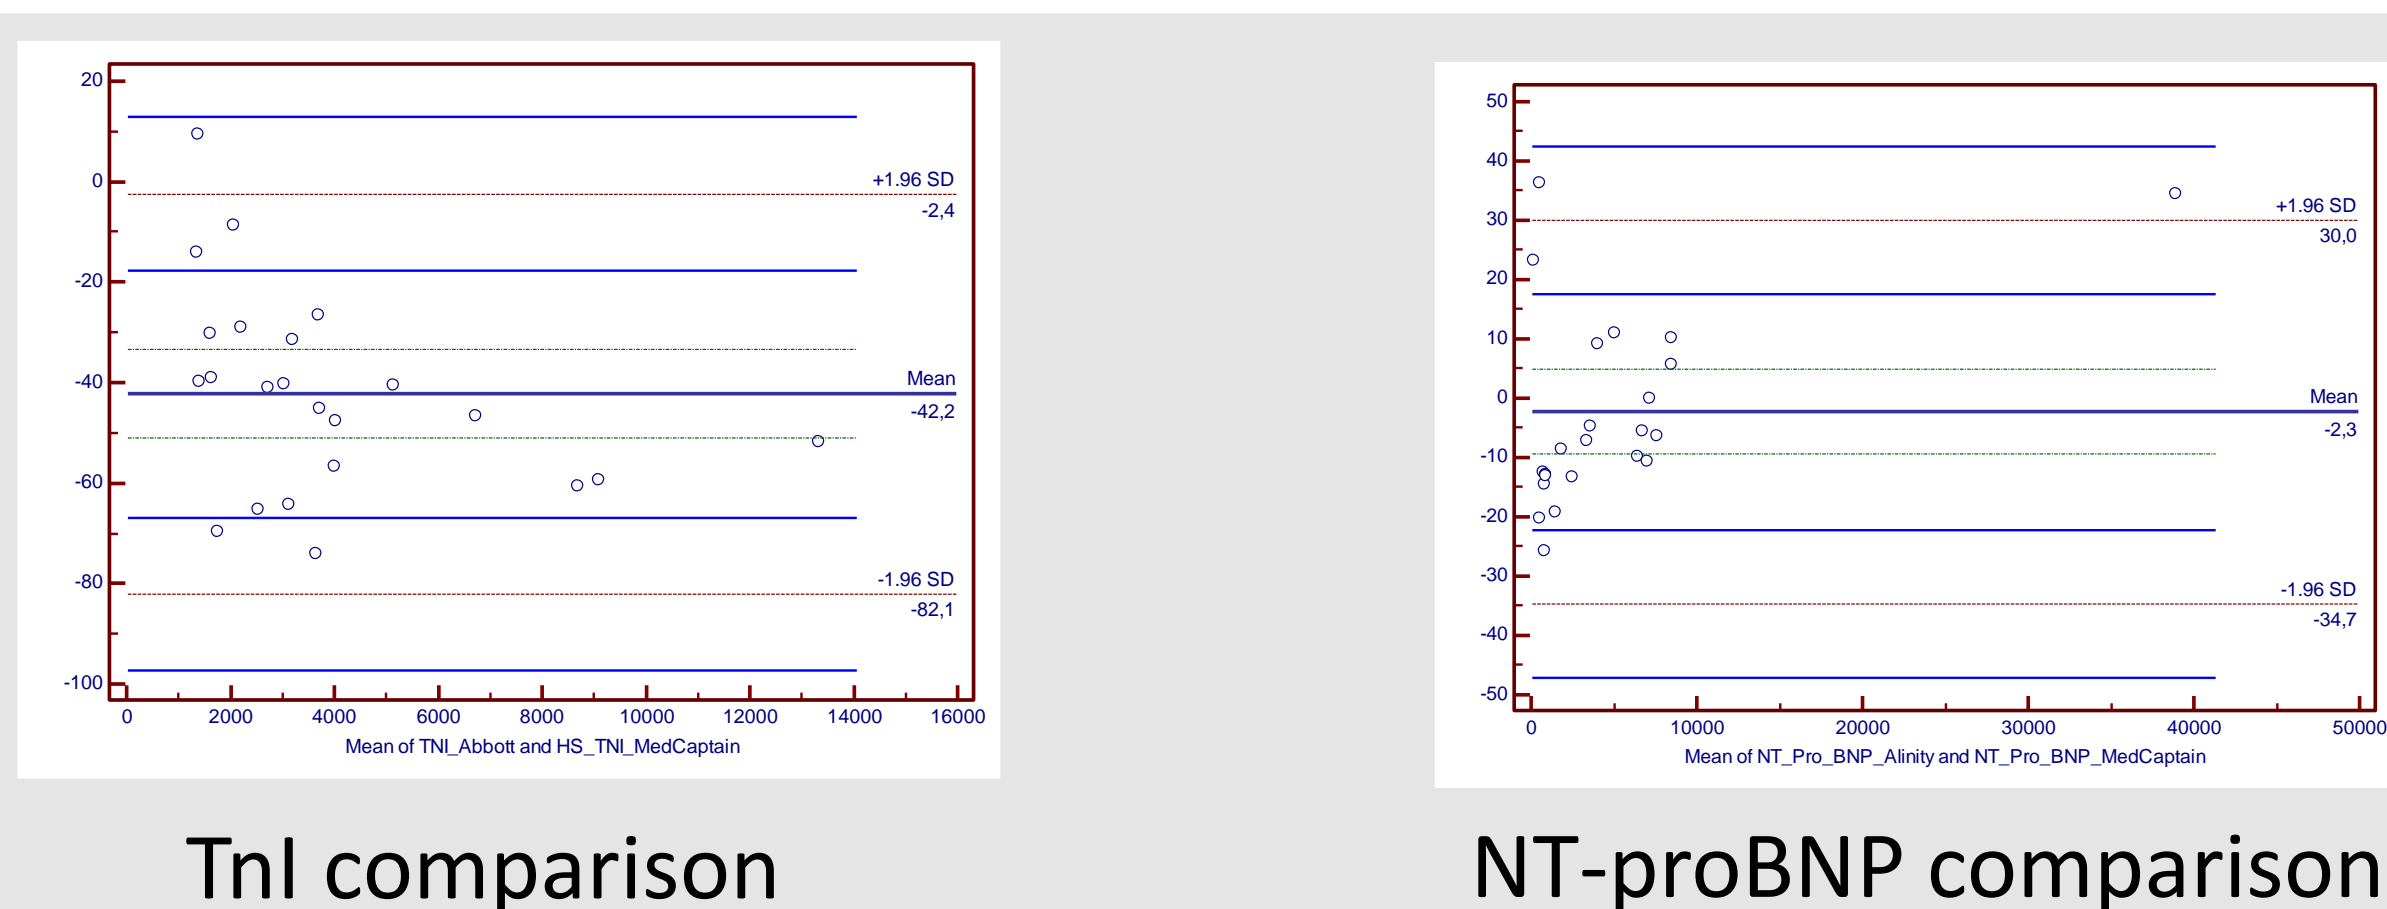 20
0
-20
-40
-60
-80
-100
+1.96 SD
-2,4
Mean
-42,2
-1.96 SD
-82,1
0 2000 4000 6000 8000 10000 12000 14000 16000
Mean of TNI_Abbott and HS_TNI_MedCaptain
TnI comparison
50
40
30
20
10
0
-10
-20
-30
-40
-50
+1.96 SD
30,0
Mean
-2,3
-1.96 SD
-34,7
0 10000 20000 30000 40000 50000
Mean of NT_Pro_BNP_Alinity and NT_Pro_BNP_MedCaptain
NT-proBNP comparison